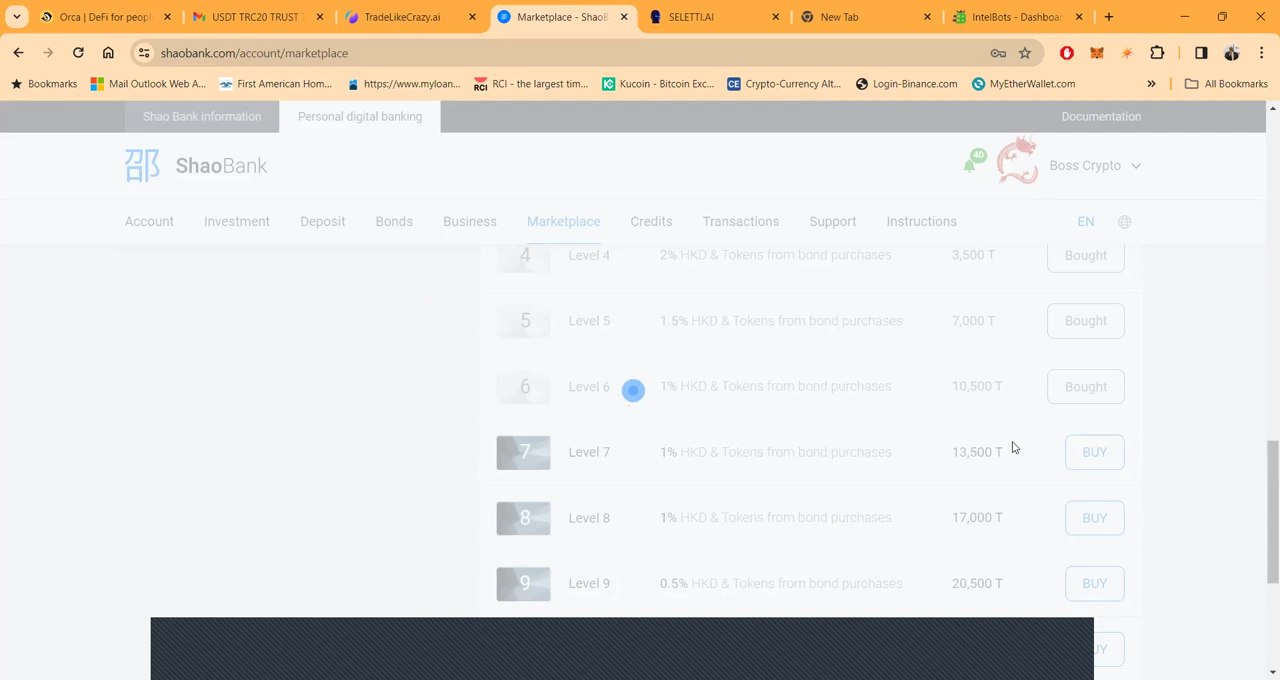 Orca | DeFi for peopl
USDT TRC20 TRUST
TradeLikeCrazy.ai
Marketplace - ShaoB
SELETTI.AI
New Tab
IntelBots - Dashboa
shaobank.com/account/marketplace
Bookmarks
Mail Outlook Web A...
First American Hom...
https://www.myloan...
RCI - the largest tim...
Kucoin - Bitcoin Exc...
Crypto-Currency Alt...
Login-Binance.com
MyEtherWallet.com
All Bookmarks
Shao Bank information
Personal digital banking
Documentation
邵 ShaoBank
40
Boss Crypto
Account Investment Deposit Bonds Business Marketplace Credits Transactions Support Instructions EN
4 Level 4 2% HKD & Tokens from bond purchases 3,500 T Bought
5 Level 5 1.5% HKD & Tokens from bond purchases 7,000 T Bought
6 Level 6 1% HKD & Tokens from bond purchases 10,500 T Bought
7 Level 7 1% HKD & Tokens from bond purchases 13,500 T BUY
8 Level 8 1% HKD & Tokens from bond purchases 17,000 T BUY
9 Level 9 0.5% HKD & Tokens from bond purchases 20,500 T BUY
UY